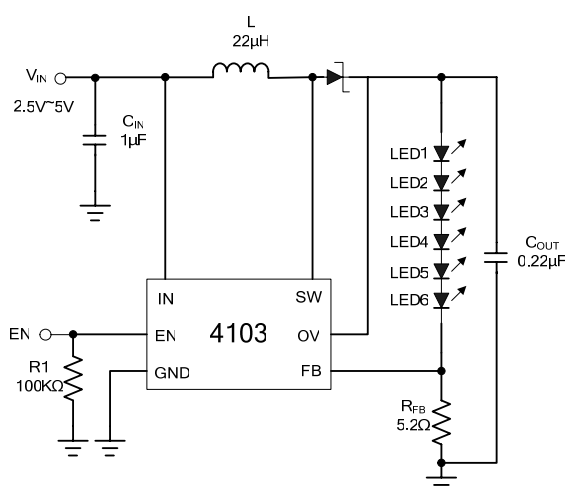 L
22µH
VIN
2.5V~5V
CIN
1µF
LED1
LED2
LED3
LED4
LED5
LED6
COUT
0.22µF
IN
SW
EN
EN
4103
OV
GND
FB
R1
100KΩ
RFB
5.2Ω